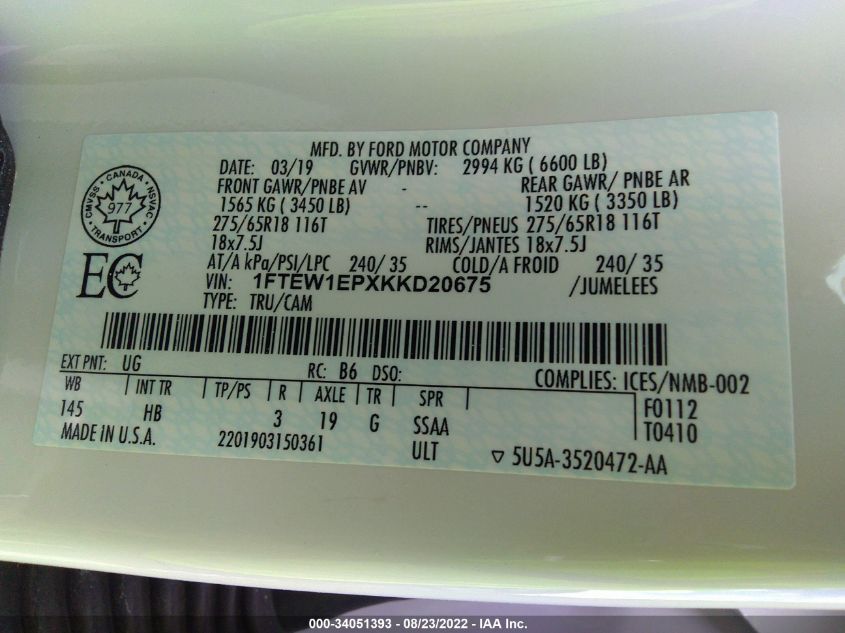 MFD. BY FORD MOTOR COMPANY
DATE: 03/19 GVWR/PNBV: 2994 KG ( 6600 LB)
FRONT GAWR/PNBE AV - REAR GAWR/ PNBE AR
1565 KG ( 3450 LB) -- 1520 KG ( 3350 LB)
275/65R18 116T TIRES/PNEUS 275/65R18 116T
18x7.5J RIMS/JANTES 18x7.5J
AT/A kPa/PSI/LPC 240/ 35 COLD/A FROID 240/ 35
VIN: 1FTEW1EPXKKD20675 /JUMELEES
TYPE: TRU/CAM
CMVSS • CANADA • NSVAC • TRANSPORT •
977
EC
EXT PNT: UG RC: B6 DSO: COMPLIES: ICES/NMB-002
WB INT TR TP/PS R AXLE TR SPR
145 HB 3 19 G SSAA F0112
T0410
MADE IN U.S.A. 2201903150361 ULT ▽ 5U5A-3520472-AA
000-34051393 - 08/23/2022 - IAA Inc.